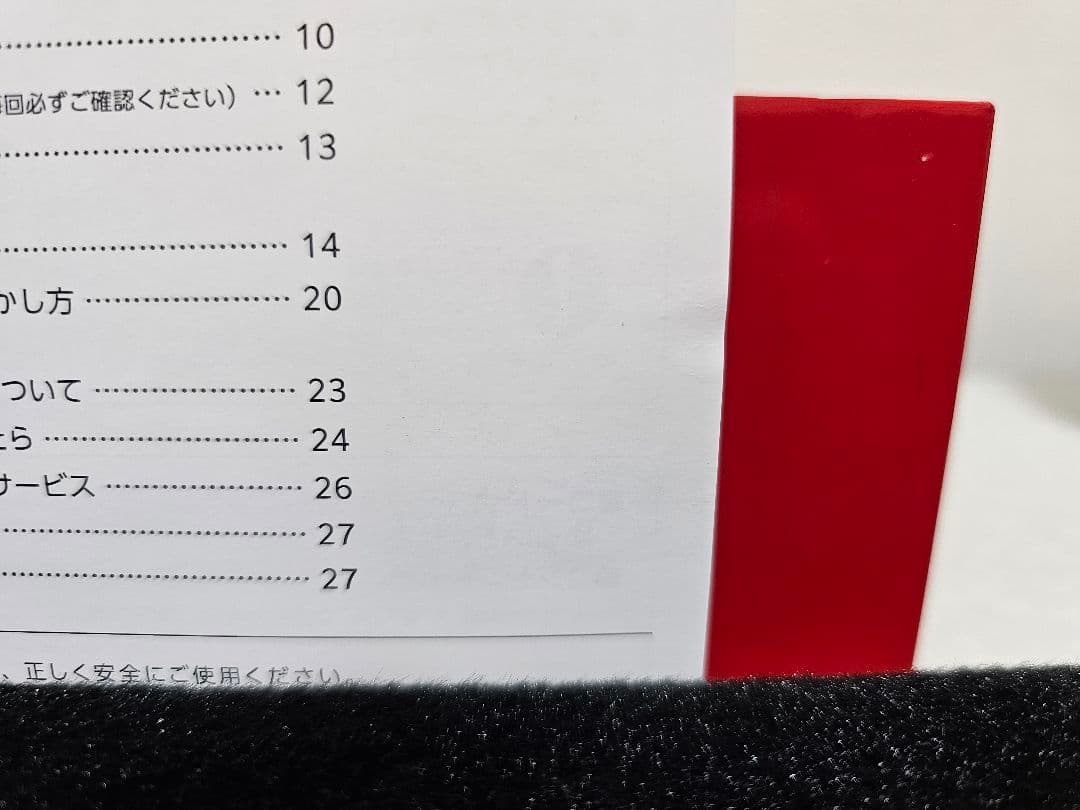 ………………………… 10
回必ずご確認ください）… 12
………………………… 13
………………………… 14
かし方 ………………… 20
ついて ………………… 23
たら ……………………… 24
サービス ……………… 26
………………………… 27
………………………… 27
、正しく安全にご使用ください。